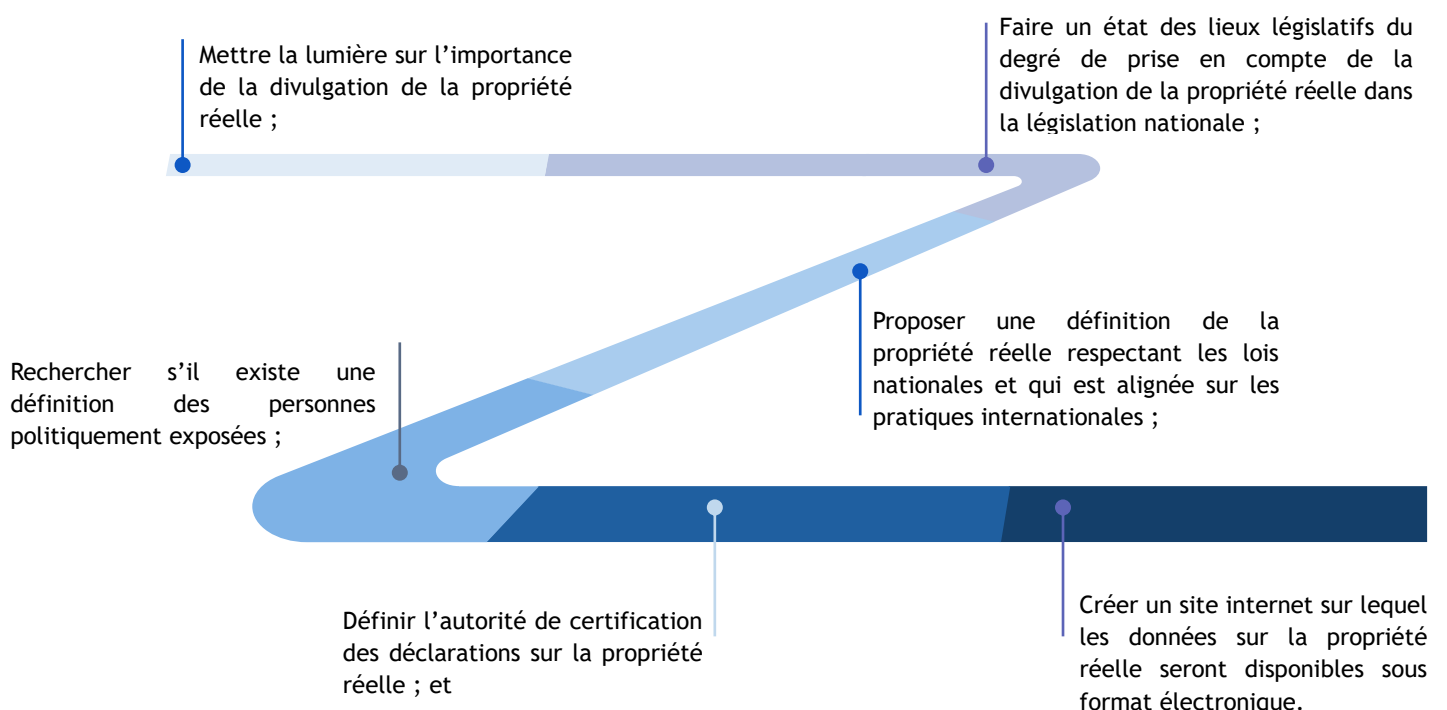 Mettre la lumière sur l’importance
de la divulgation de la propriété
réelle ;
Faire un état des lieux législatifs du
degré de prise en compte de la
divulgation de la propriété réelle dans
la législation nationale ;
Proposer une définition de la
propriété réelle respectant les lois
nationales et qui est alignée sur les
pratiques internationales ;
Rechercher s’il existe une
définition des personnes
politiquement exposées ;
Définir l’autorité de certification
des déclarations sur la propriété
réelle ; et
Créer un site internet sur lequel
les données sur la propriété
réelle seront disponibles sous
format électronique.